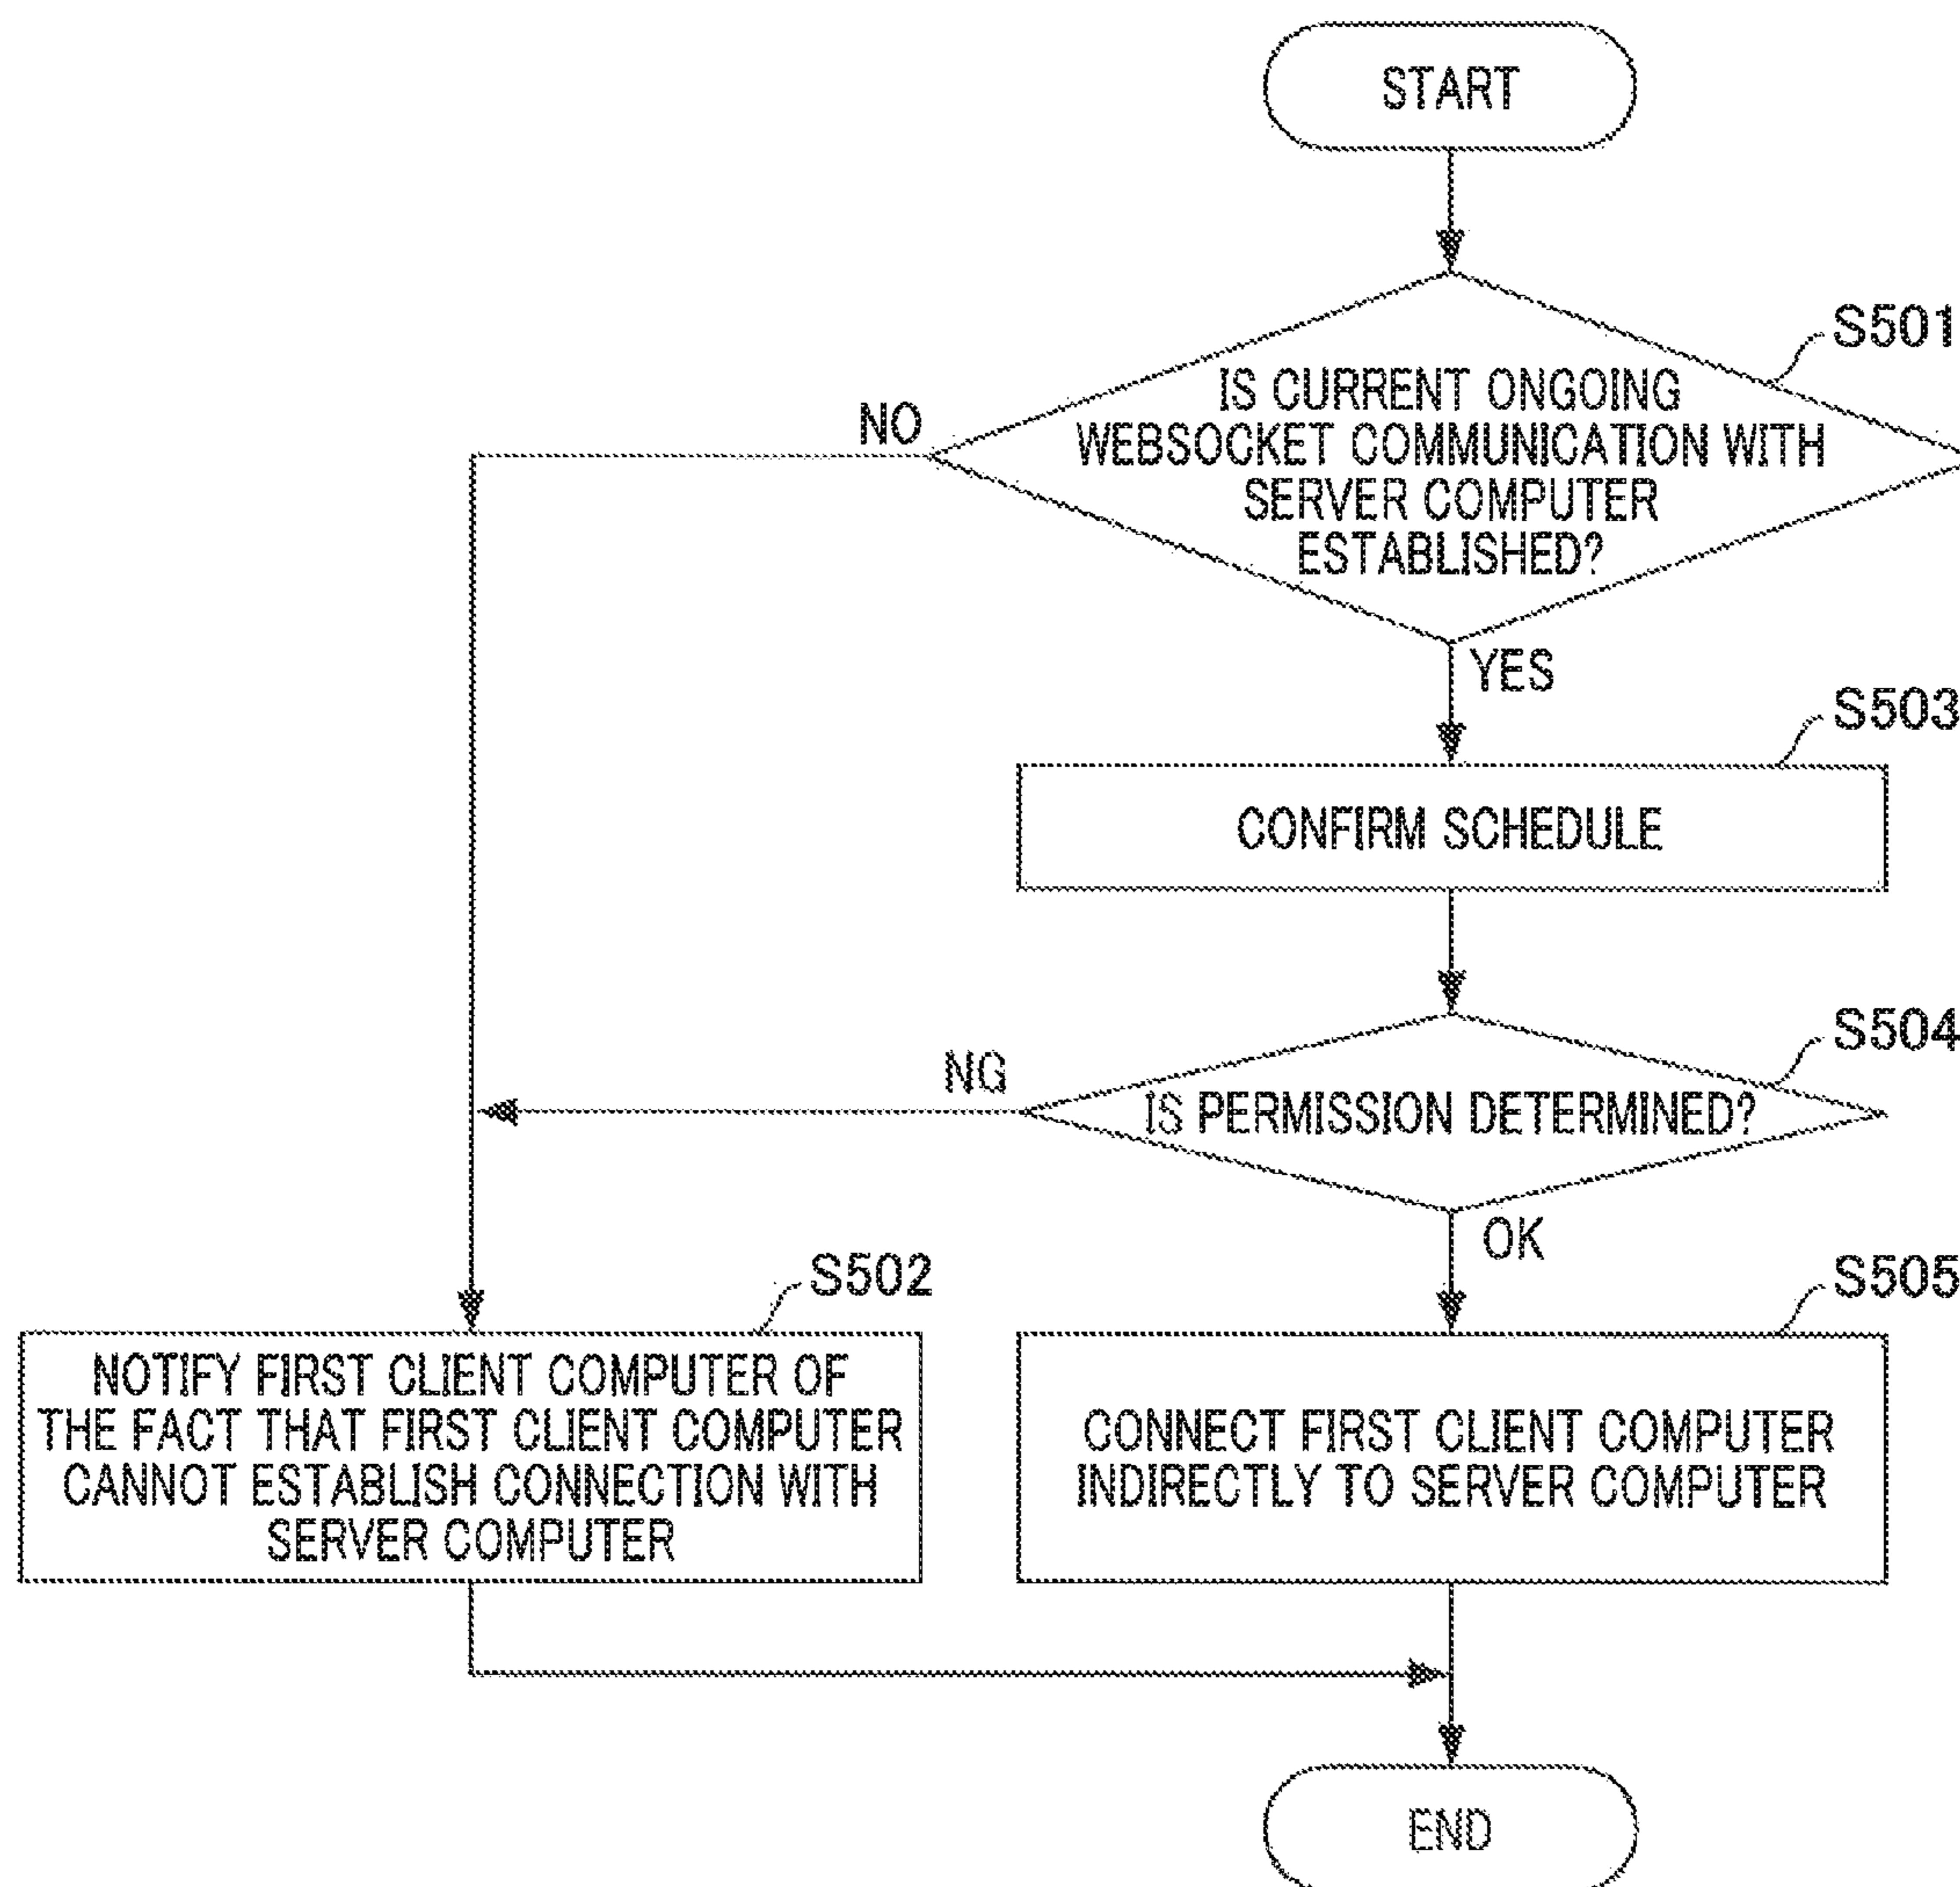 START
S501
IS CURRENT ONGOING
WEBSOCKET COMMUNICATION WITH
SERVER COMPUTER
ESTABLISHED?
NO
YES
S503
CONFIRM SCHEDULE
S504
NG
IS PERMISSION DETERMINED?
OK
S502
NOTIFY FIRST CLIENT COMPUTER OF
THE FACT THAT FIRST CLIENT COMPUTER
CANNOT ESTABLISH CONNECTION WITH
SERVER COMPUTER
S505
CONNECT FIRST CLIENT COMPUTER
INDIRECTLY TO SERVER COMPUTER
END